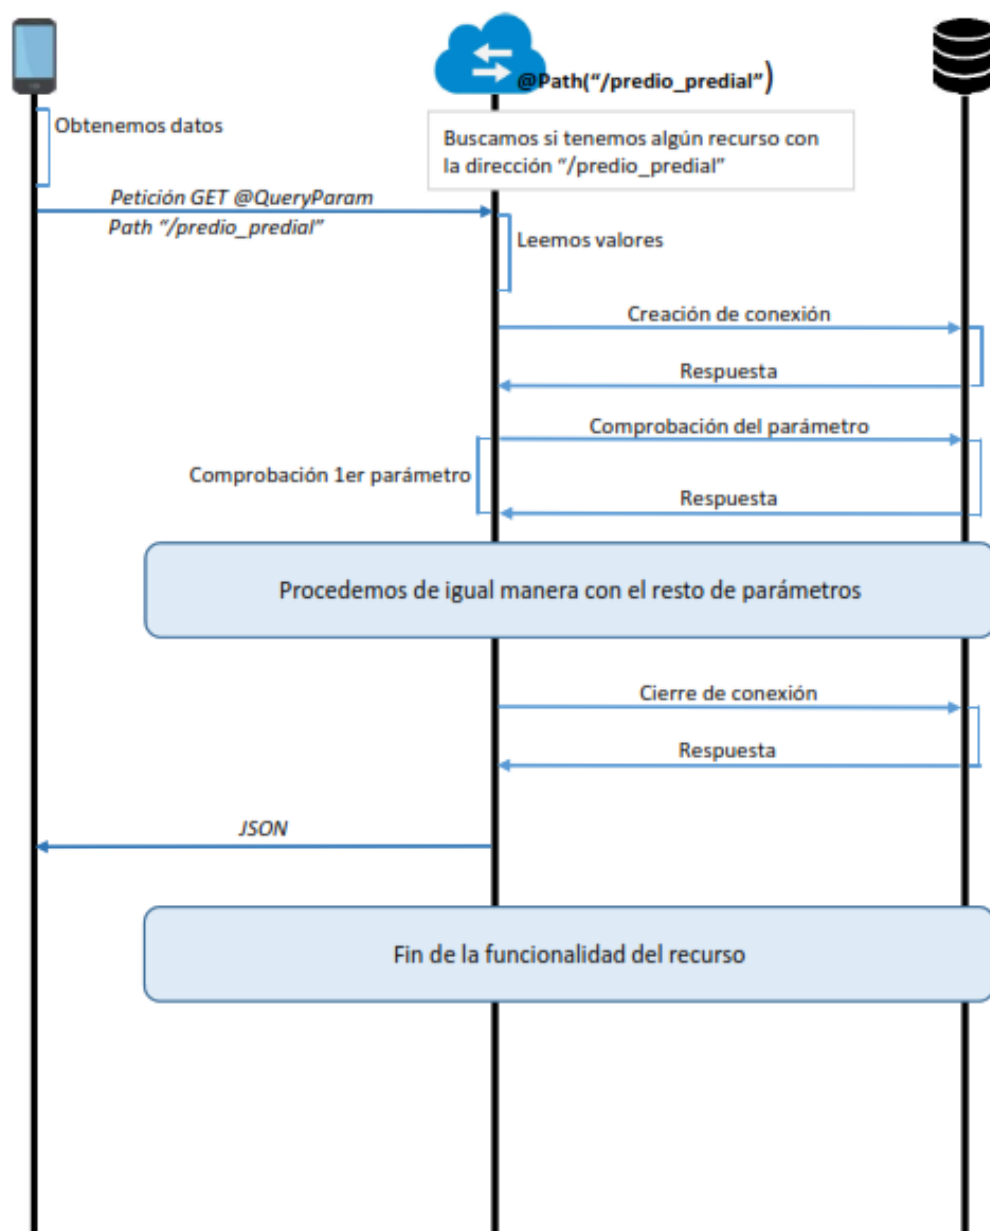 @Path(“/predio_predial”)
Obtenemos datos
Buscamos si tenemos algún recurso con
la dirección “/predio_predial”
Petición GET @QueryParam
Path “/predio_predial”
Leemos valores
Creación de conexión
Respuesta
Comprobación del parámetro
Comprobación 1er parámetro
Respuesta
Procedemos de igual manera con el resto de parámetros
Cierre de conexión
Respuesta
JSON
Fin de la funcionalidad del recurso